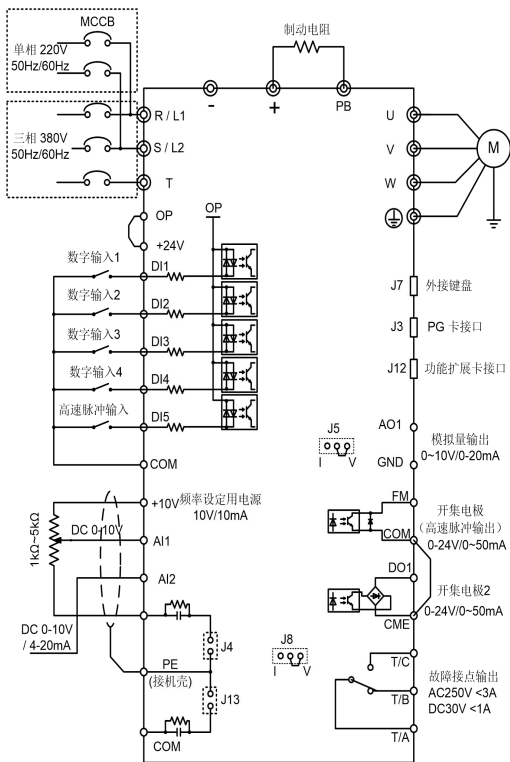 MCCB
单相 220V
50Hz/60Hz
三相 380V
50Hz/60Hz
制动电阻
-
+
PB
R / L1
S / L2
T
U
V
W
M
OP
+24V
OP
数字输入1
DI1
数字输入2
DI2
数字输入3
DI3
数字输入4
DI4
高速脉冲输入
DI5
COM
+10V
频率设定用电源
10V/10mA
1kΩ~5kΩ
DC 0-10V
AI1
AI2
DC 0-10V
/ 4-20mA
PE
(接机壳)
COM
J4
J13
J7
外接键盘
J3
PG 卡接口
J12
功能扩展卡接口
J5
I
V
AO1
模拟量输出
0~10V/0-20mA
GND
FM
开集电极
(高速脉冲输出)
COM
0-24V/0~50mA
DO1
开集电极2
0-24V/0~50mA
CME
J8
I
V
T/C
故障接点输出
AC250V <3A
T/B
DC30V <1A
T/A